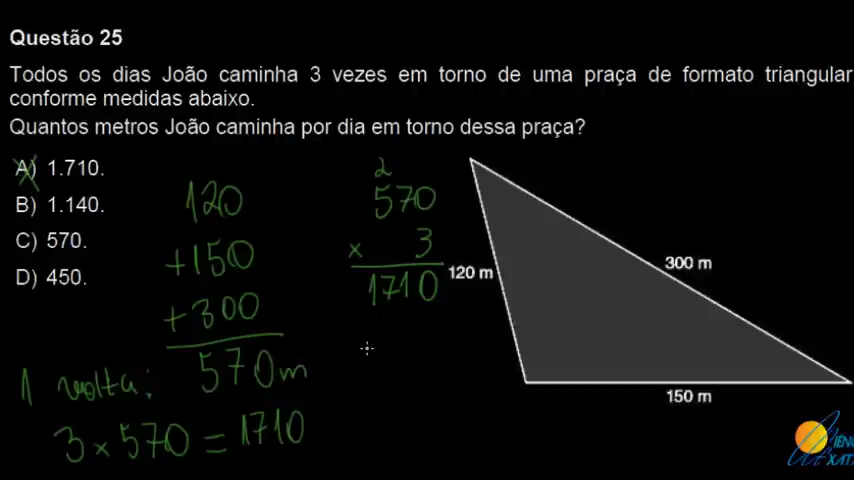 Questão 25
Todos os dias João caminha 3 vezes em torno de uma praça de formato triangular
conforme medidas abaixo.
Quantos metros João caminha por dia em torno dessa praça?
A) 1.710.
B) 1.140.
C) 570.
D) 450.
120
+150
+300
570m
1 volta:
3 x 570 = 1710
2
570
x 3
1710
120 m
300 m
150 m